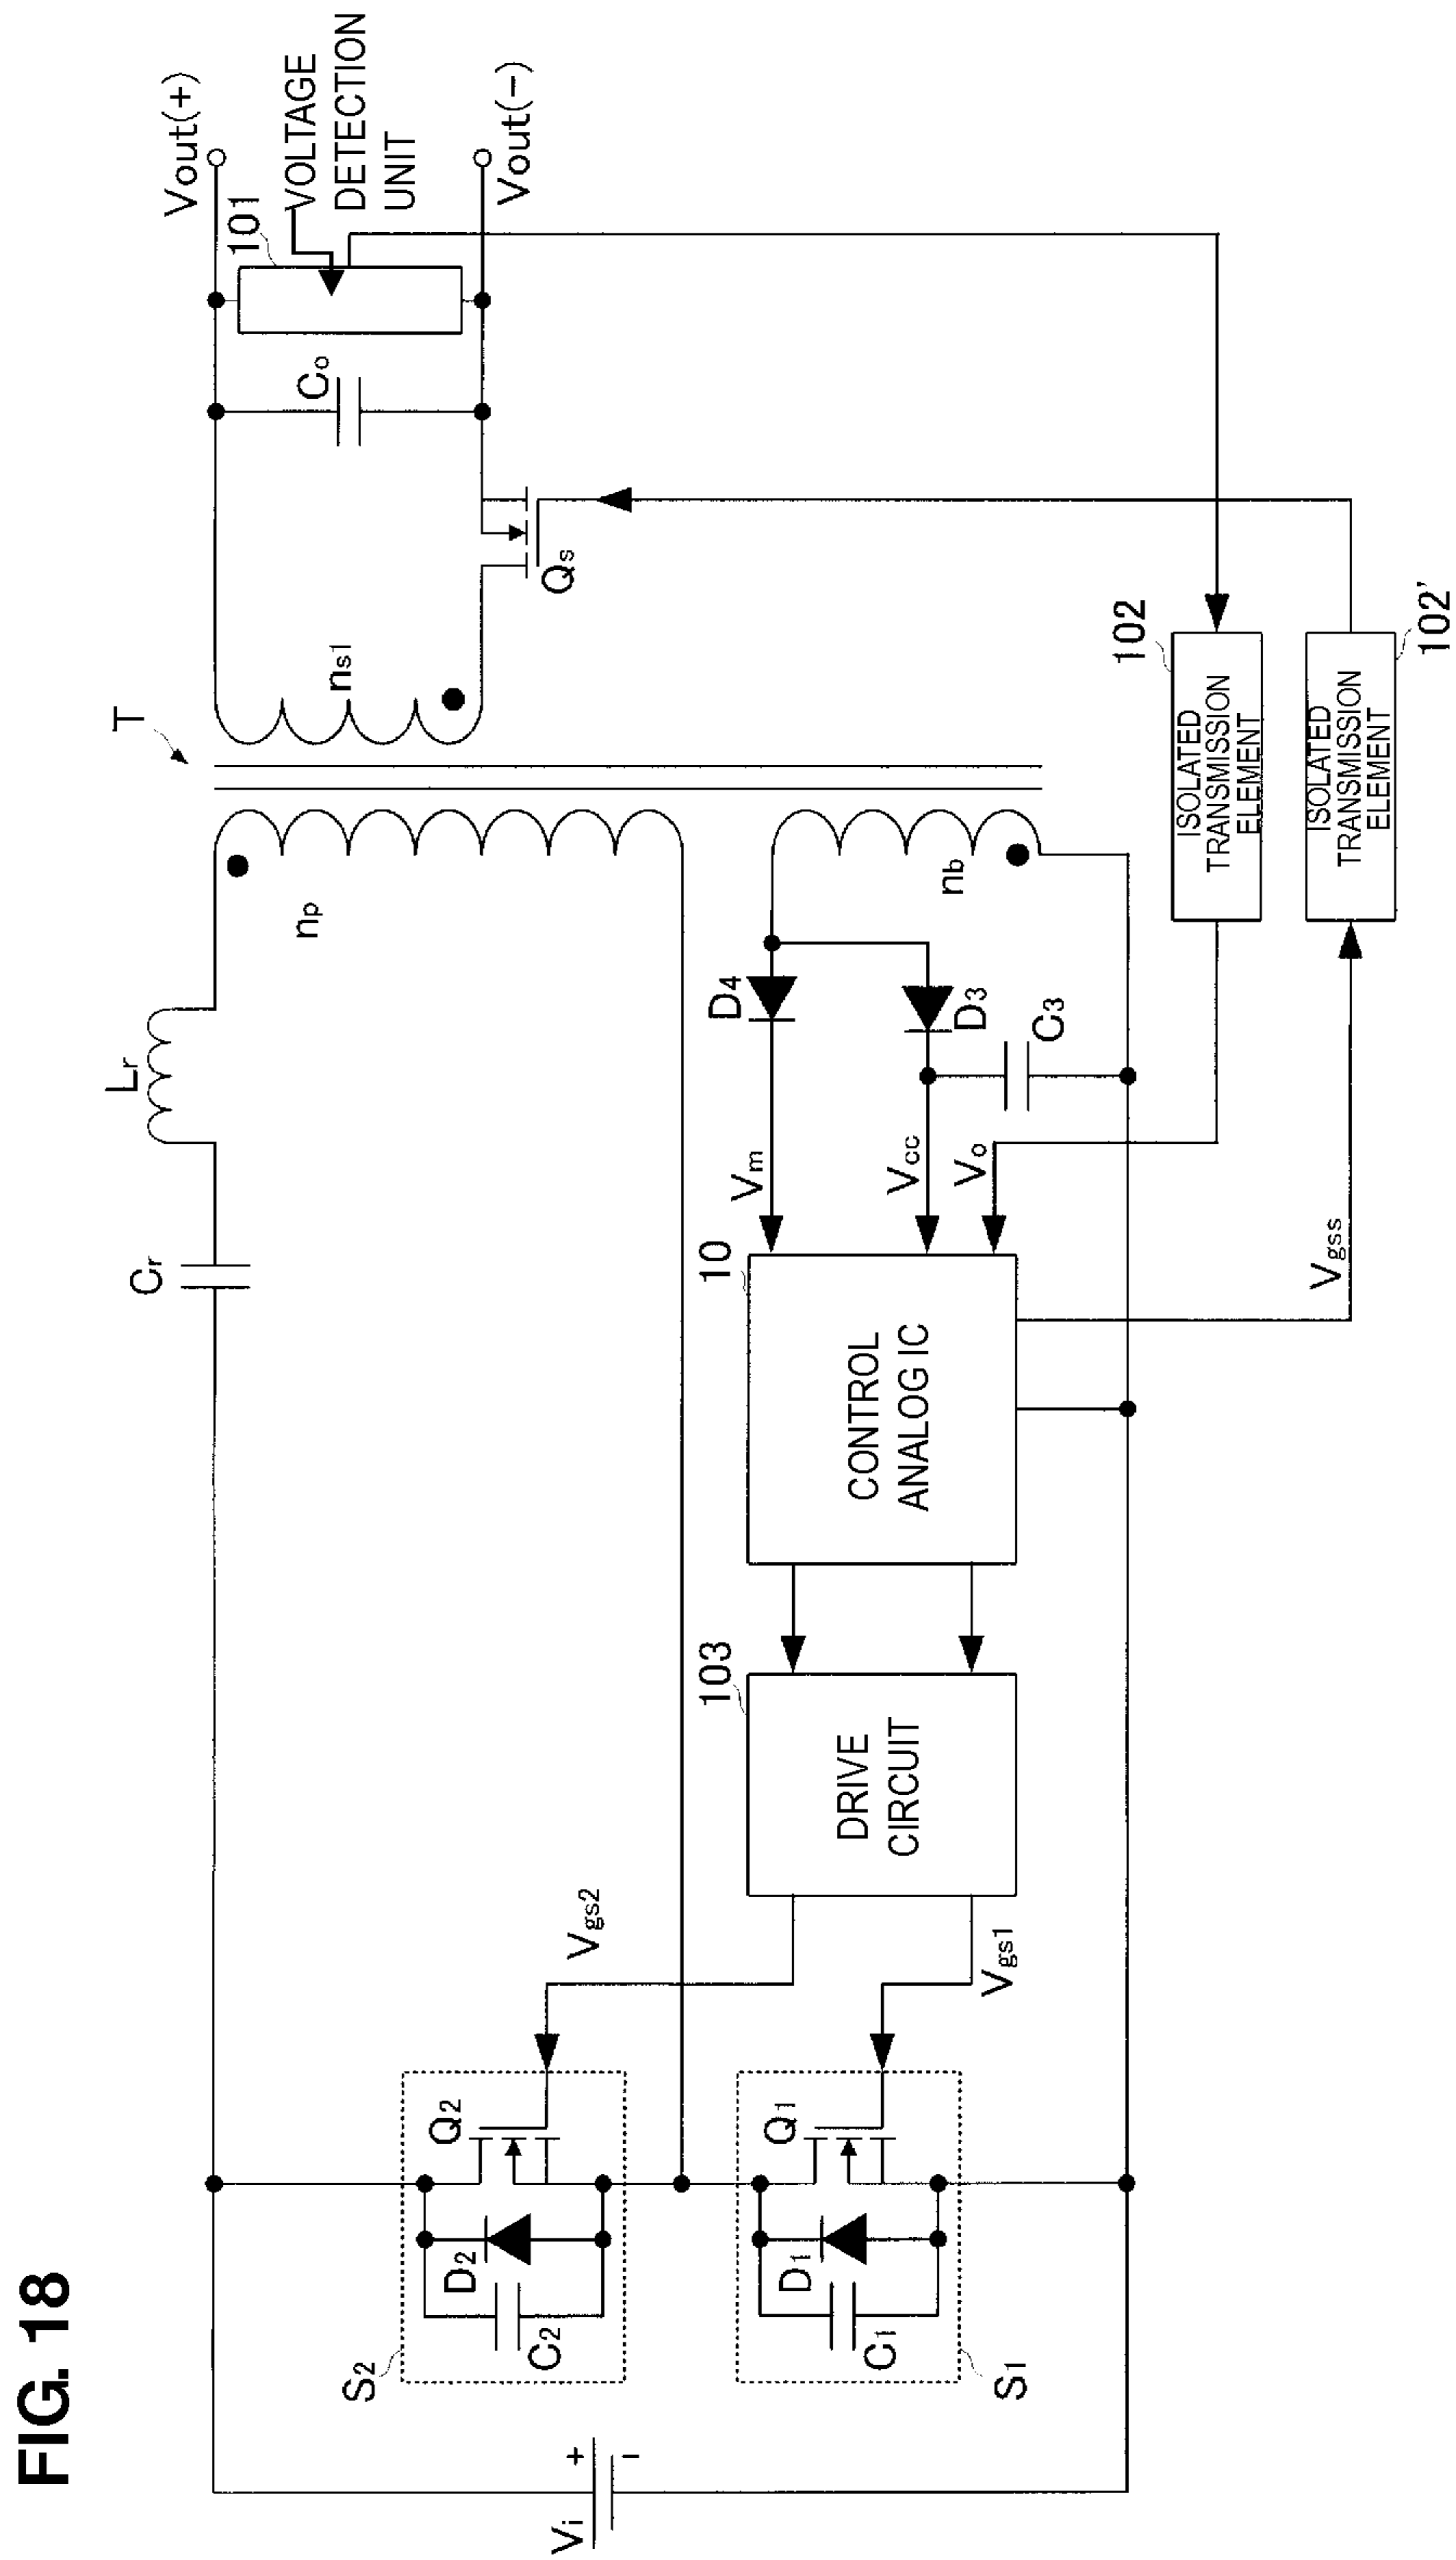 FIG. 18
Vi
+
−
S2
C2
D2
Q2
Vgs2
S1
C1
D1
Q1
Vgs1
103
DRIVE
CIRCUIT
10
CONTROL
ANALOGIC
Cr
Lr
T
np
ns1
nb
Vm
D4
Vcc
D3
C3
Vo
Vgss
102
ISOLATED
TRANSMISSION
ELEMENT
102'
ISOLATED
TRANSMISSION
ELEMENT
Qs
Co
101
Vout(+)
VOLTAGE
DETECTION
UNIT
Vout(−)